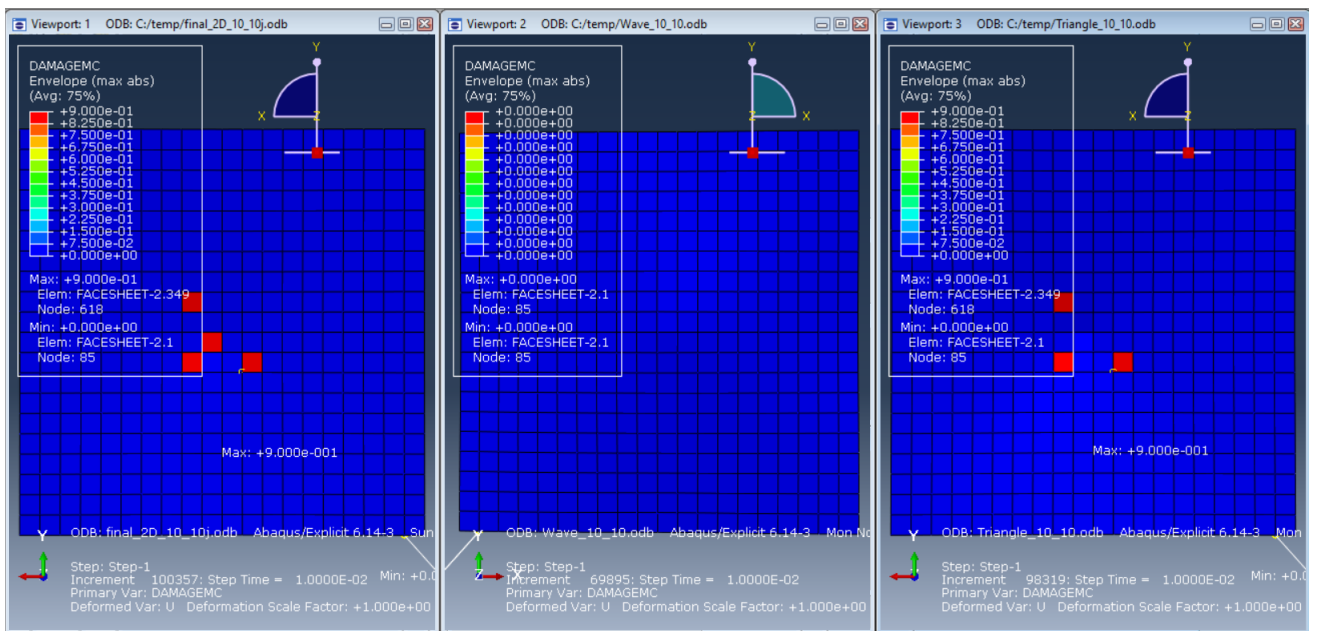 Viewport: 1 ODB: C:/temp/final_2D_10_10j.odb
Y
DAMAGEMC
Envelope (max abs)
(Avg: 75%)
X
Z
+9.000e-01
+8.250e-01
+7.500e-01
+6.750e-01
+6.000e-01
+5.250e-01
+4.500e-01
+3.750e-01
+3.000e-01
+2.250e-01
+1.500e-01
+7.500e-02
+0.000e+00
Max: +9.000e-01
Elem: FACESHEET-2.349
Node: 618
Min: +0.000e+00
Elem: FACESHEET-2.1
Node: 85
Max: +9.000e-001
Y
ODB: final_2D_10_10j.odb Abaqus/Explicit 6.14-3 Sun
Step: Step-1
Increment 100357: Step Time = 1.0000E-02 Min: +0.0
Primary Var: DAMAGEMC
Deformed Var: U Deformation Scale Factor: +1.000e+00
Viewport: 2 ODB: C:/temp/Wave_10_10.odb
Y
DAMAGEMC
Envelope (max abs)
(Avg: 75%)
Z
X
+0.000e+00
+0.000e+00
+0.000e+00
+0.000e+00
+0.000e+00
+0.000e+00
+0.000e+00
+0.000e+00
+0.000e+00
+0.000e+00
+0.000e+00
+0.000e+00
+0.000e+00
Max: +0.000e+00
Elem: FACESHEET-2.1
Node: 85
Min: +0.000e+00
Elem: FACESHEET-2.1
Node: 85
Y
ODB: Wave_10_10.odb Abaqus/Explicit 6.14-3 Mon No
Z
X
Step: Step-1
Increment 69895: Step Time = 1.0000E-02
Primary Var: DAMAGEMC
Deformed Var: U Deformation Scale Factor: +1.000e+00
Viewport: 3 ODB: C:/temp/Triangle_10_10.odb
Y
DAMAGEMC
Envelope (max abs)
(Avg: 75%)
X
Z
+9.000e-01
+8.250e-01
+7.500e-01
+6.750e-01
+6.000e-01
+5.250e-01
+4.500e-01
+3.750e-01
+3.000e-01
+2.250e-01
+1.500e-01
+7.500e-02
+0.000e+00
Max: +9.000e-01
Elem: FACESHEET-2.349
Node: 618
Min: +0.000e+00
Elem: FACESHEET-2.1
Node: 85
Max: +9.000e-001
Y
ODB: Triangle_10_10.odb Abaqus/Explicit 6.14-3 Mon
Step: Step-1
Increment 98319: Step Time = 1.0000E-02 Min: +0.0
Primary Var: DAMAGEMC
Deformed Var: U Deformation Scale Factor: +1.000e+00